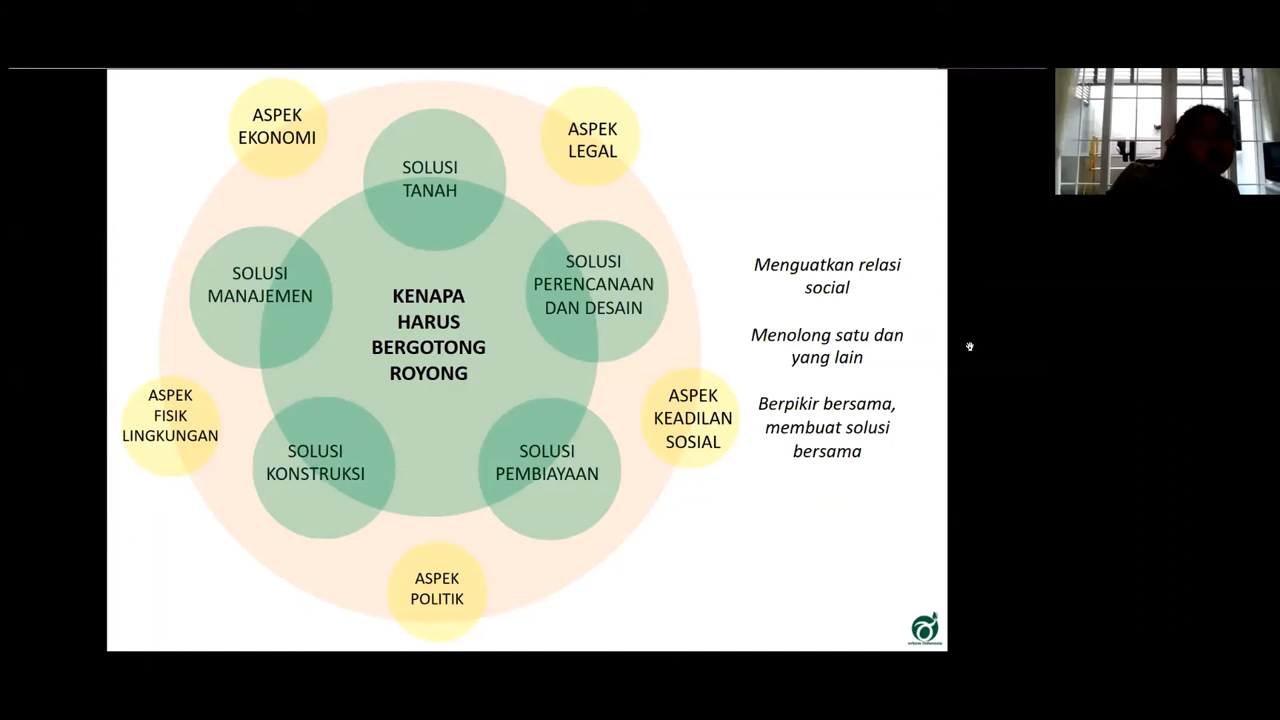 ASPEK
EKONOMI
ASPEK
LEGAL
SOLUSI
TANAH
SOLUSI
MANAJEMEN
SOLUSI
PERENCANAAN
DAN DESAIN
KENAPA
HARUS
BERGOTONG
ROYONG
ASPEK
FISIK
LINGKUNGAN
ASPEK
KEADILAN
SOSIAL
SOLUSI
KONSTRUKSI
SOLUSI
PEMBIAYAAN
ASPEK
POLITIK
Menguatkan relasi
social
Menolong satu dan
yang lain
Berpikir bersama,
membuat solusi
bersama